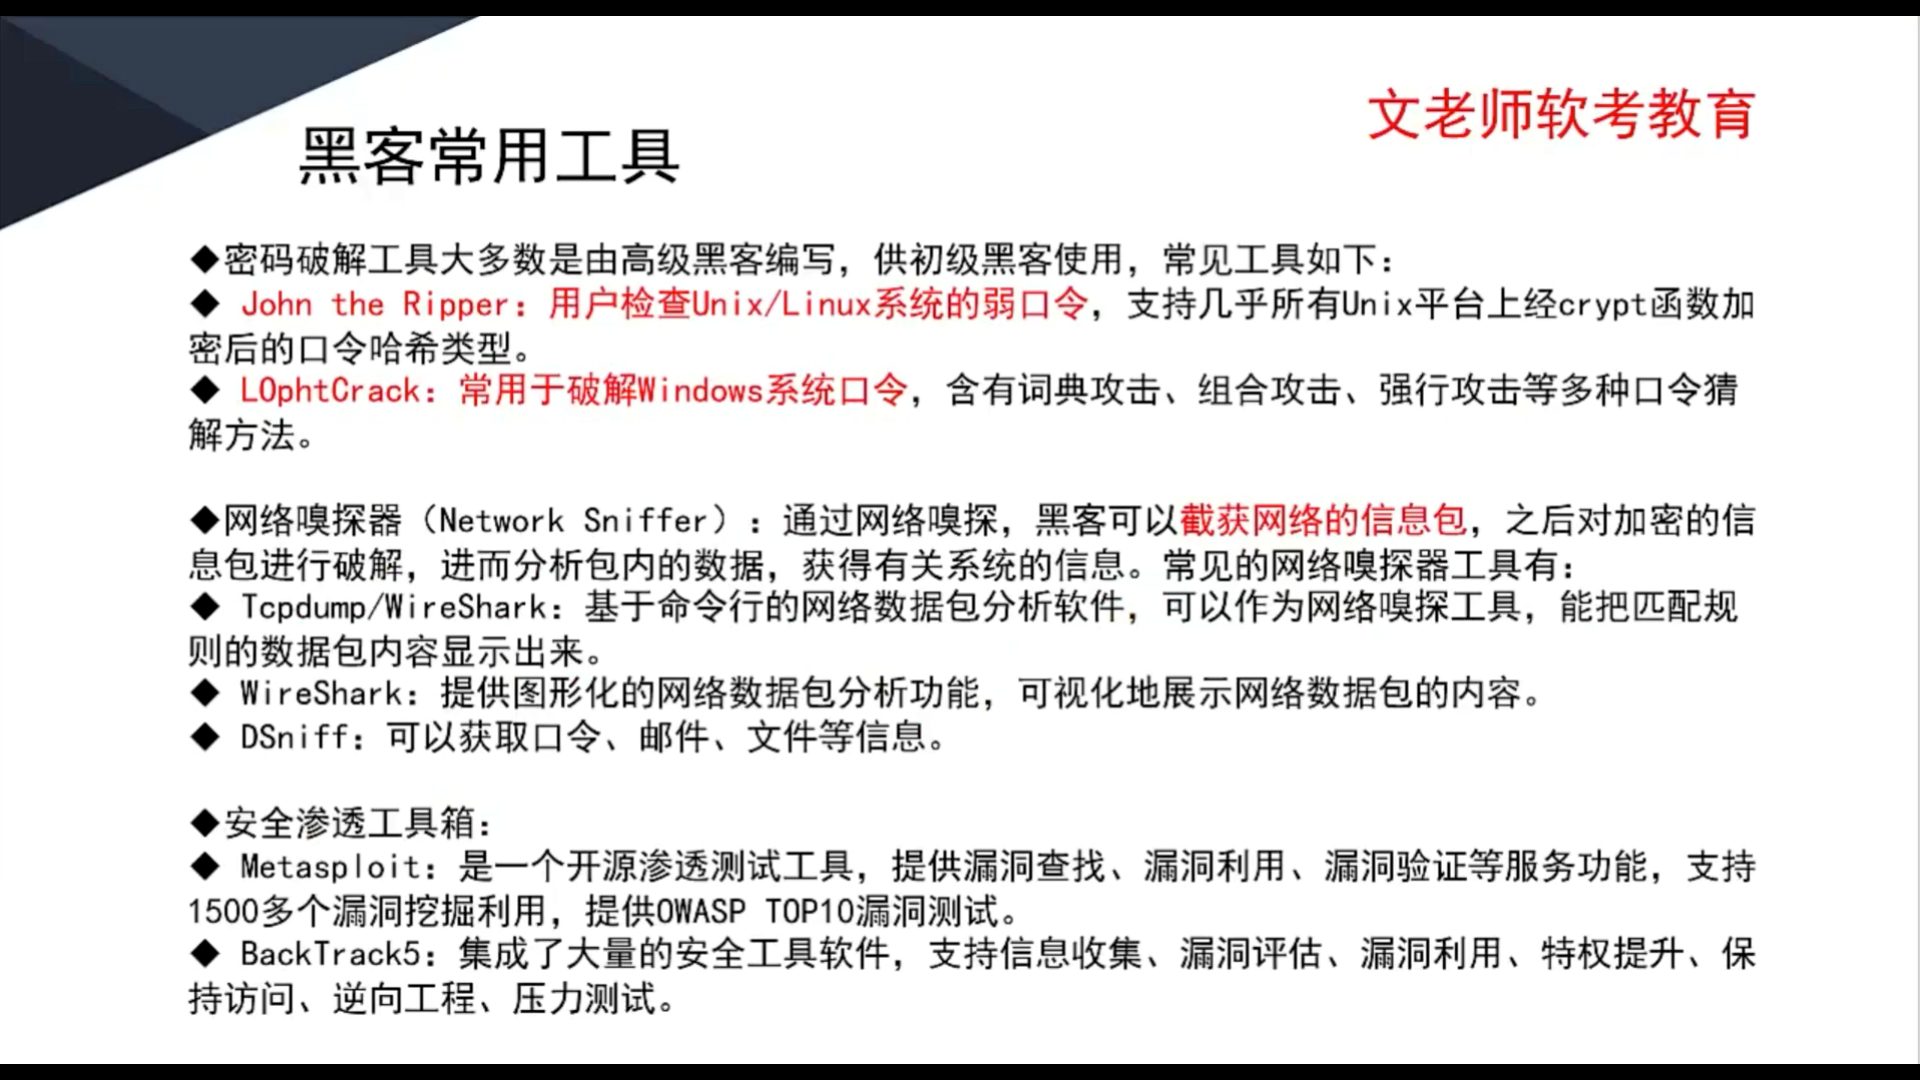 文老师软考教育
黑客常用工具
◆密码破解工具大多数是由高级黑客编写，供初级黑客使用，常见工具如下：
◆ John the Ripper：用户检查Unix/Linux系统的弱口令，支持几乎所有Unix平台上经crypt函数加
密后的口令哈希类型。
◆ LOphtCrack：常用于破解Windows系统口令，含有词典攻击、组合攻击、强行攻击等多种口令猜
解方法。
◆网络嗅探器（Network Sniffer）：通过网络嗅探，黑客可以截获网络的信息包，之后对加密的信
息包进行破解，进而分析包内的数据，获得有关系统的信息。常见的网络嗅探器工具有：
◆ Tcpdump/WireShark：基于命令行的网络数据包分析软件，可以作为网络嗅探工具，能把匹配规
则的数据包内容显示出来。
◆ WireShark：提供图形化的网络数据包分析功能，可视化地展示网络数据包的内容。
◆ DSniff：可以获取口令、邮件、文件等信息。
◆安全渗透工具箱：
◆ Metasploit：是一个开源渗透测试工具，提供漏洞查找、漏洞利用、漏洞验证等服务功能，支持
1500多个漏洞挖掘利用，提供OWASP TOP10漏洞测试。
◆ BackTrack5：集成了大量的安全工具软件，支持信息收集、漏洞评估、漏洞利用、特权提升、保
持访问、逆向工程、压力测试。